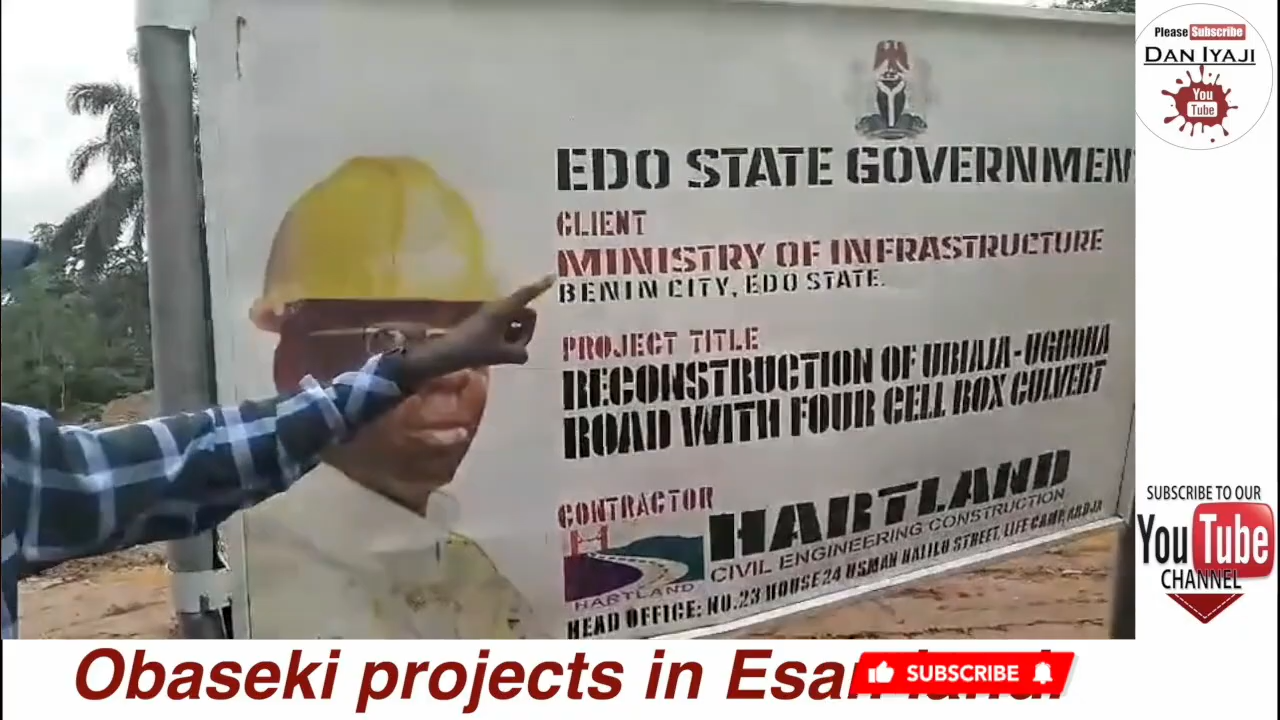 Please Subscribe
DAN IYAJI
You
Tube
EDO STATE GOVERNMEN
CLIENT
MINISTRY OF INFRASTRUCTURE
BENIN CITY, EDO STATE.
PROJECT TITLE
RECONSTRUCTION OF UBIAJA-UGBOHA
ROAD WITH FOUR CELL BOX CULVERT
CONTRACTOR
HARTLAND
CIVIL ENGINEERING CONSTRUCTION
HARTLAND
HEAD OFFICE: NO.23 HOUSE 24 USMAN HALILU STREET, LIFE CAMP, ABUJA
SUBSCRIBE TO OUR
YouTube
CHANNEL
Obaseki projects in Esan
SUBSCRIBE